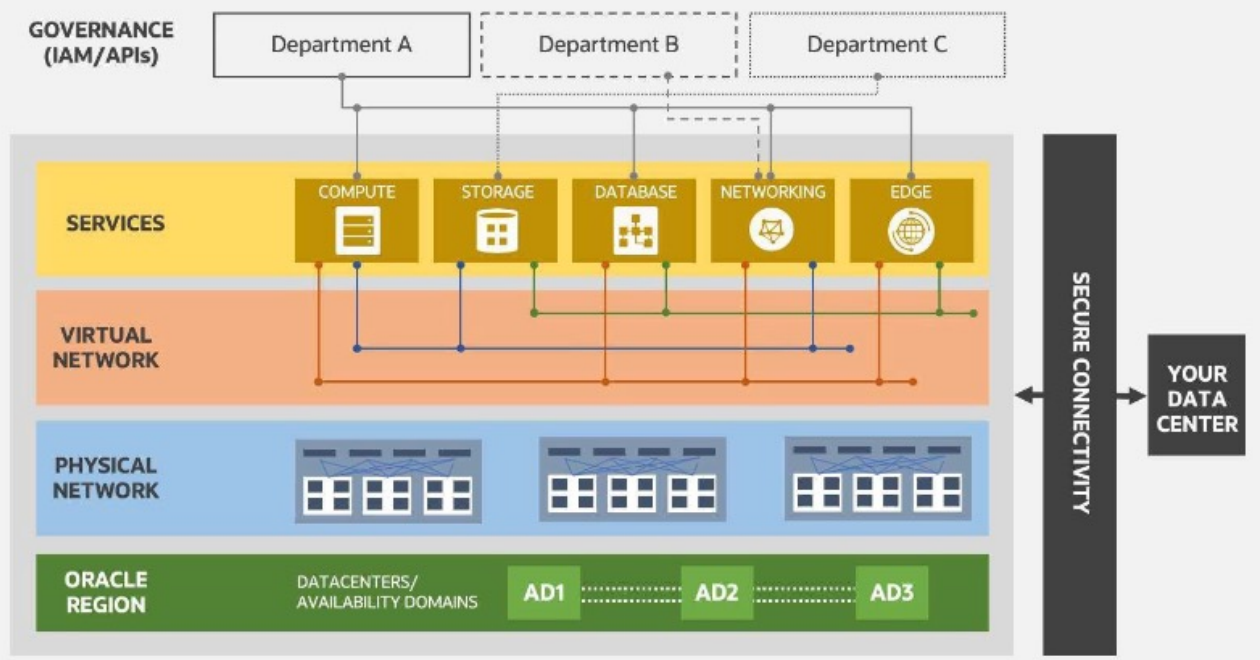 GOVERNANCE
(IAM/APIs)
Department A
Department B
Department C
SERVICES
COMPUTE
STORAGE
DATABASE
NETWORKING
EDGE
VIRTUAL
NETWORK
PHYSICAL
NETWORK
ORACLE
REGION
DATACENTERS/
AVAILABILITY DOMAINS
AD1
AD2
AD3
SECURE CONNECTIVITY
YOUR
DATA
CENTER